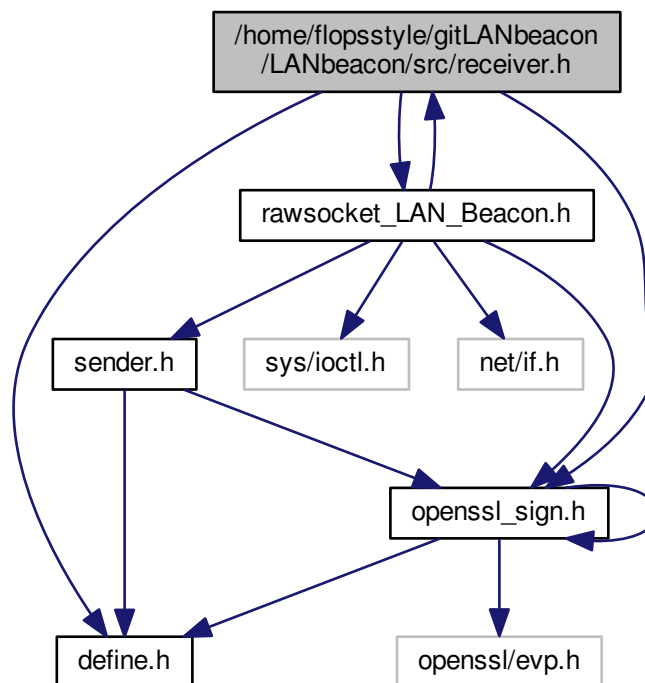 /home/flopsstyle/gitLANbeacon
/LANbeacon/src/receiver.h
rawsocket_LAN_Beacon.h
sender.h
sys/ioctl.h
net/if.h
openssl_sign.h
define.h
openssl/evp.h